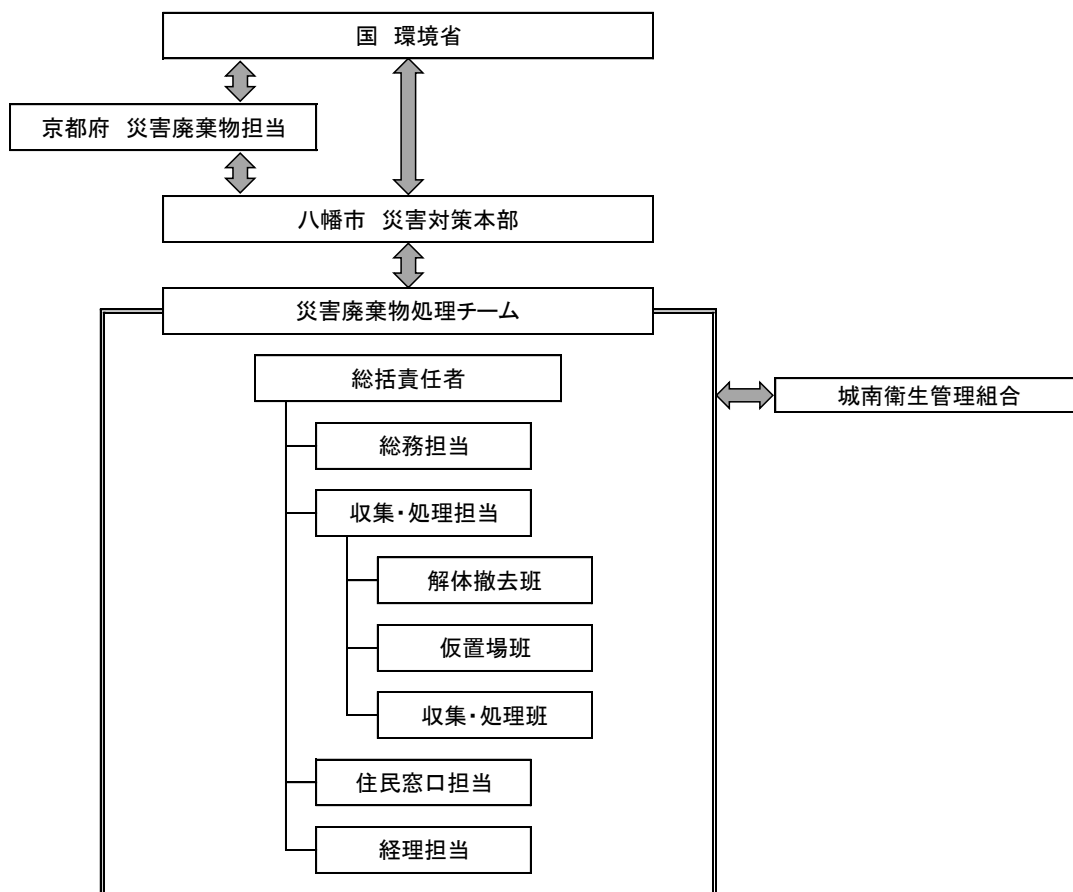 国 環境省
京都府 災害廃棄物担当
八幡市 災害対策本部
災害廃棄物処理チーム
総括責任者
城南衛生管理組合
総務担当
収集・処理担当
解体撤去班
仮置場班
収集・処理班
住民窓口担当
経理担当